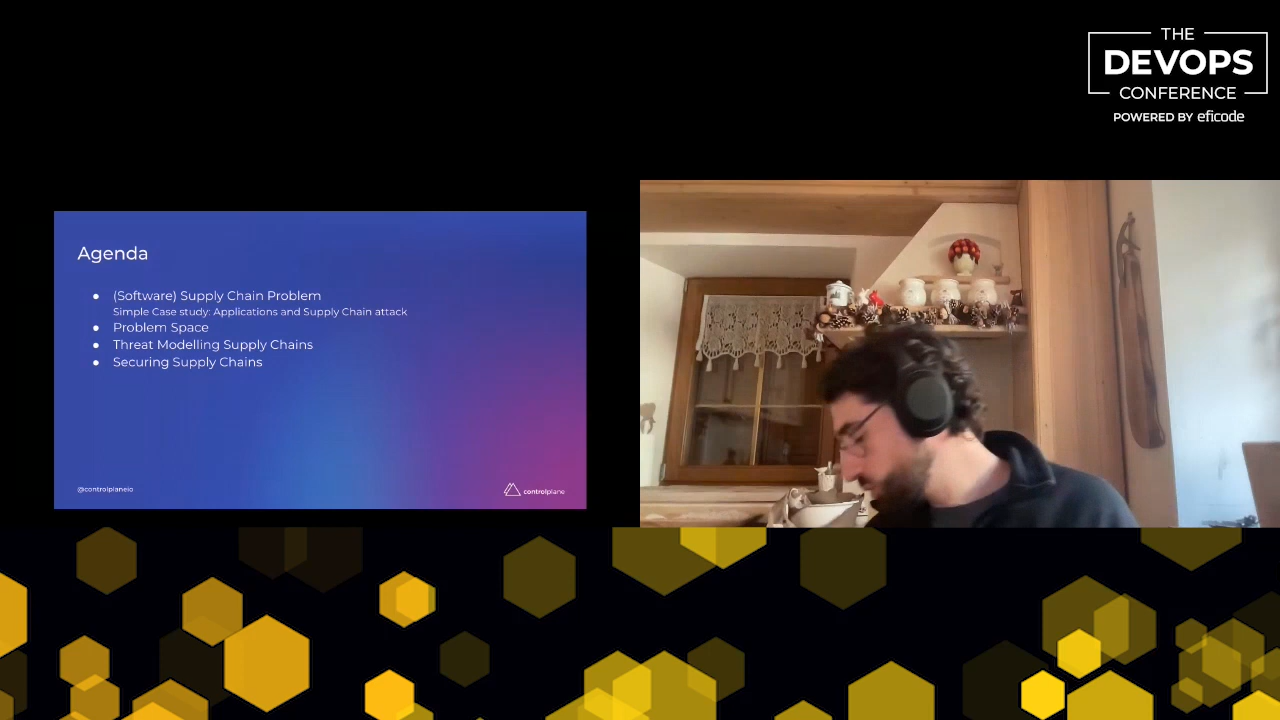 THE
DEVOPS
CONFERENCE
POWERED BY eficode
Agenda
● (Software) Supply Chain Problem
Simple Case study: Applications and Supply Chain attack
● Problem Space
● Threat Modelling Supply Chains
● Securing Supply Chains
@controlplaneio
controlplane